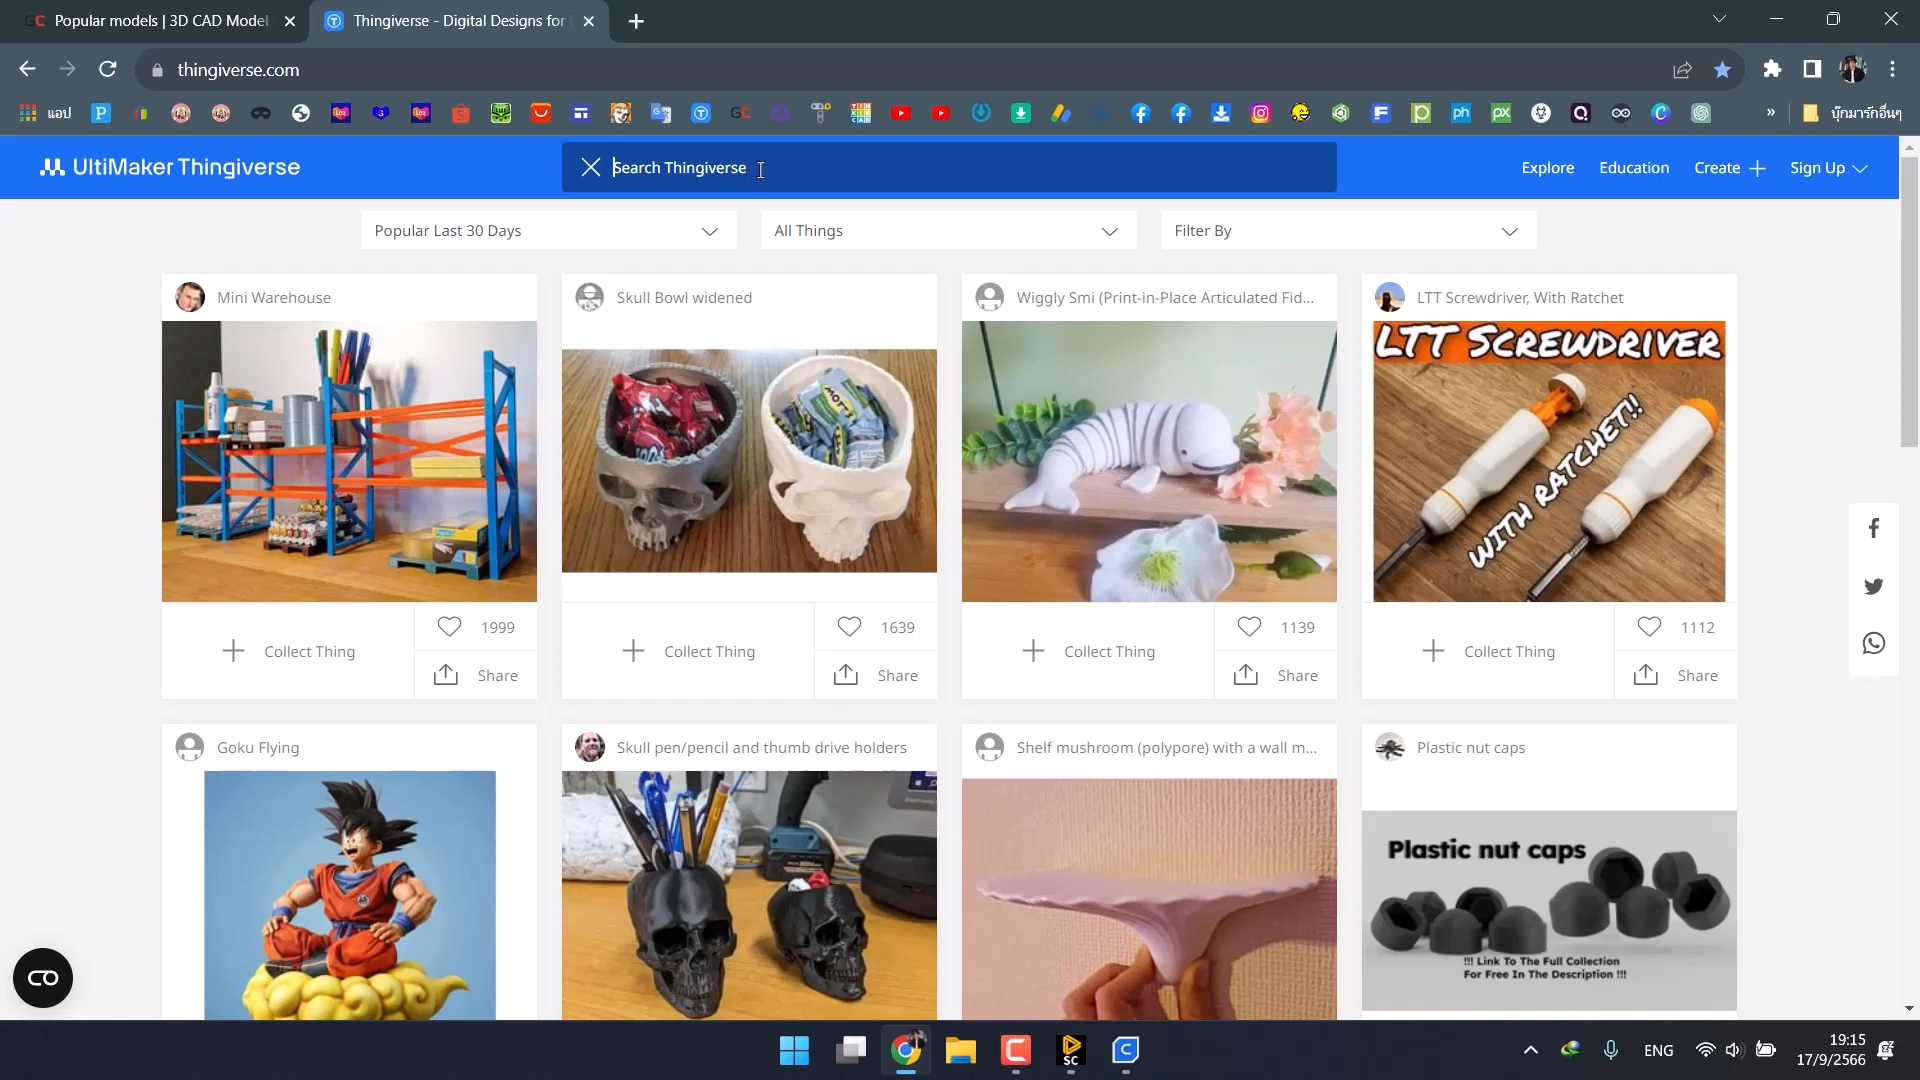 Popular models | 3D CAD Model
Thingiverse - Digital Designs for
thingiverse.com
แอป
บุ๊กมาร์กอื่นๆ
UltiMaker Thingiverse
Search Thingiverse
Explore
Education
Create
Sign Up
Popular Last 30 Days
All Things
Filter By
Mini Warehouse
Skull Bowl widened
Wiggly Smi (Print-in-Place Articulated Fid...
LTT Screwdriver, With Ratchet
LTT SCREWDRIVER
WITH RATCHET!!
Collect Thing
1999
Share
Collect Thing
1639
Share
Collect Thing
1139
Share
Collect Thing
1112
Share
Goku Flying
Skull pen/pencil and thumb drive holders
Shelf mushroom (polypore) with a wall m...
Plastic nut caps
Plastic nut caps
!!! Link To The Full Collection
For Free In The Description !!!
ENG
19:15
17/9/2566